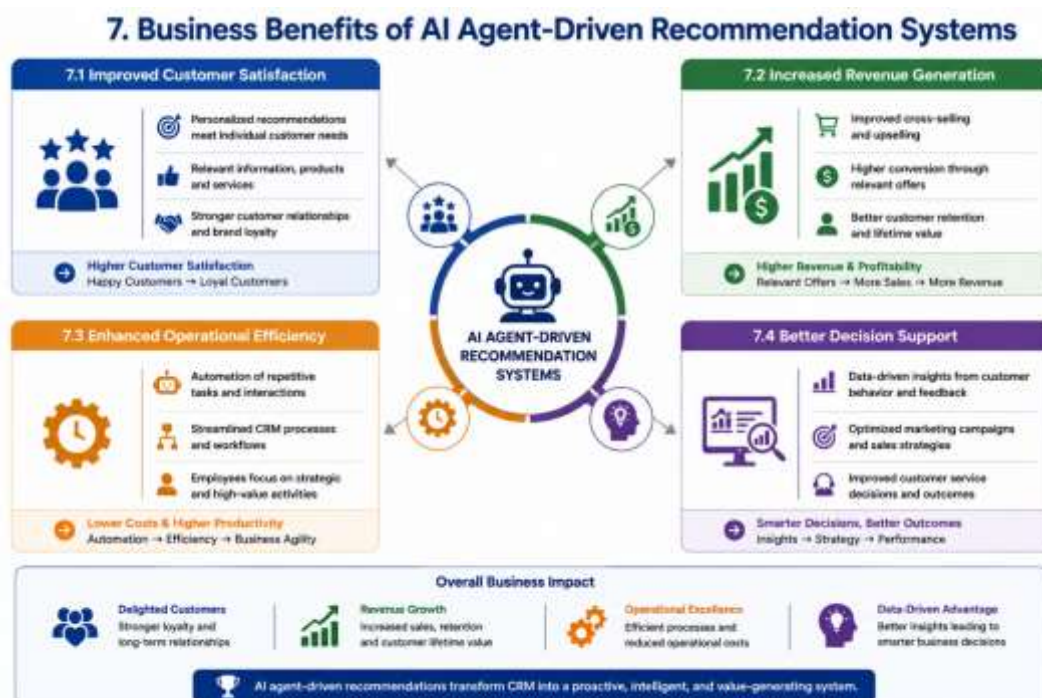 7. Business Benefits of AI Agent-Driven Recommendation Systems
7.1 Improved Customer Satisfaction
Personalized recommendations
meet individual customer needs
Relevant information, products
and services
Stronger customer relationships
and brand loyalty
Higher Customer Satisfaction
Happy Customers → Loyal Customers
7.2 Increased Revenue Generation
Improved cross-selling
and upselling
Higher conversion through
relevant offers
Better customer retention
and lifetime value
Higher Revenue & Profitability
Relevant Offers → More Sales → More Revenue
AI AGENT-DRIVEN
RECOMMENDATION
SYSTEMS
7.3 Enhanced Operational Efficiency
Automation of repetitive
tasks and interactions
Streamlined CRM processes
and workflows
Employees focus on strategic
and high-value activities
Lower Costs & Higher Productivity
Automation → Efficiency → Business Agility
7.4 Better Decision Support
Data-driven insights from customer
behavior and feedback
Optimized marketing campaigns
and sales strategies
Improved customer service
decisions and outcomes
Smarter Decisions, Better Outcomes
Insights → Strategy → Performance
Overall Business Impact
Delighted Customers
Stronger loyalty and
long-term relationships
Revenue Growth
Increased sales, retention
and customer lifetime value
Operational Excellence
Efficient processes and
reduced operational costs
Data-Driven Advantage
Better insights leading to
smarter business decisions
AI agent-driven recommendations transform CRM into a proactive, intelligent, and value-generating system.